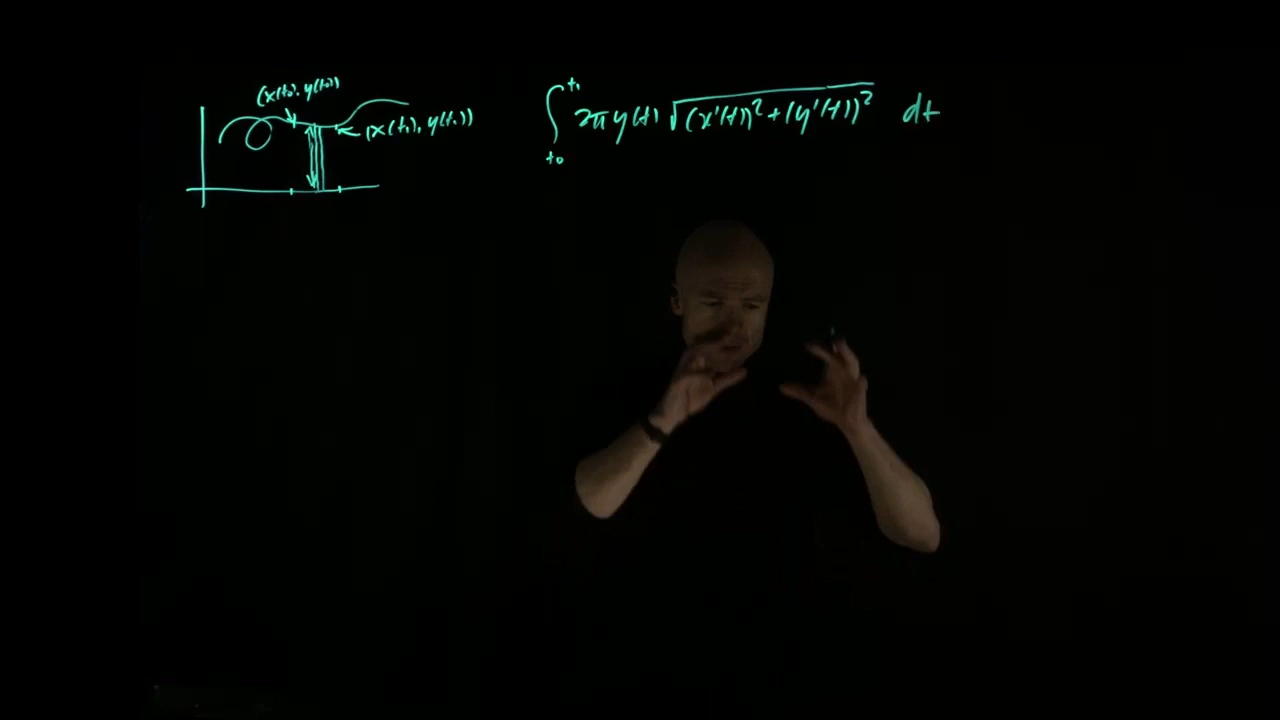 (x(t₀), y(t₀))
(x(t₁), y(t₁))
∫ t₀ t₁ 2π y(t) √((x'(t))² + (y'(t))²) dt